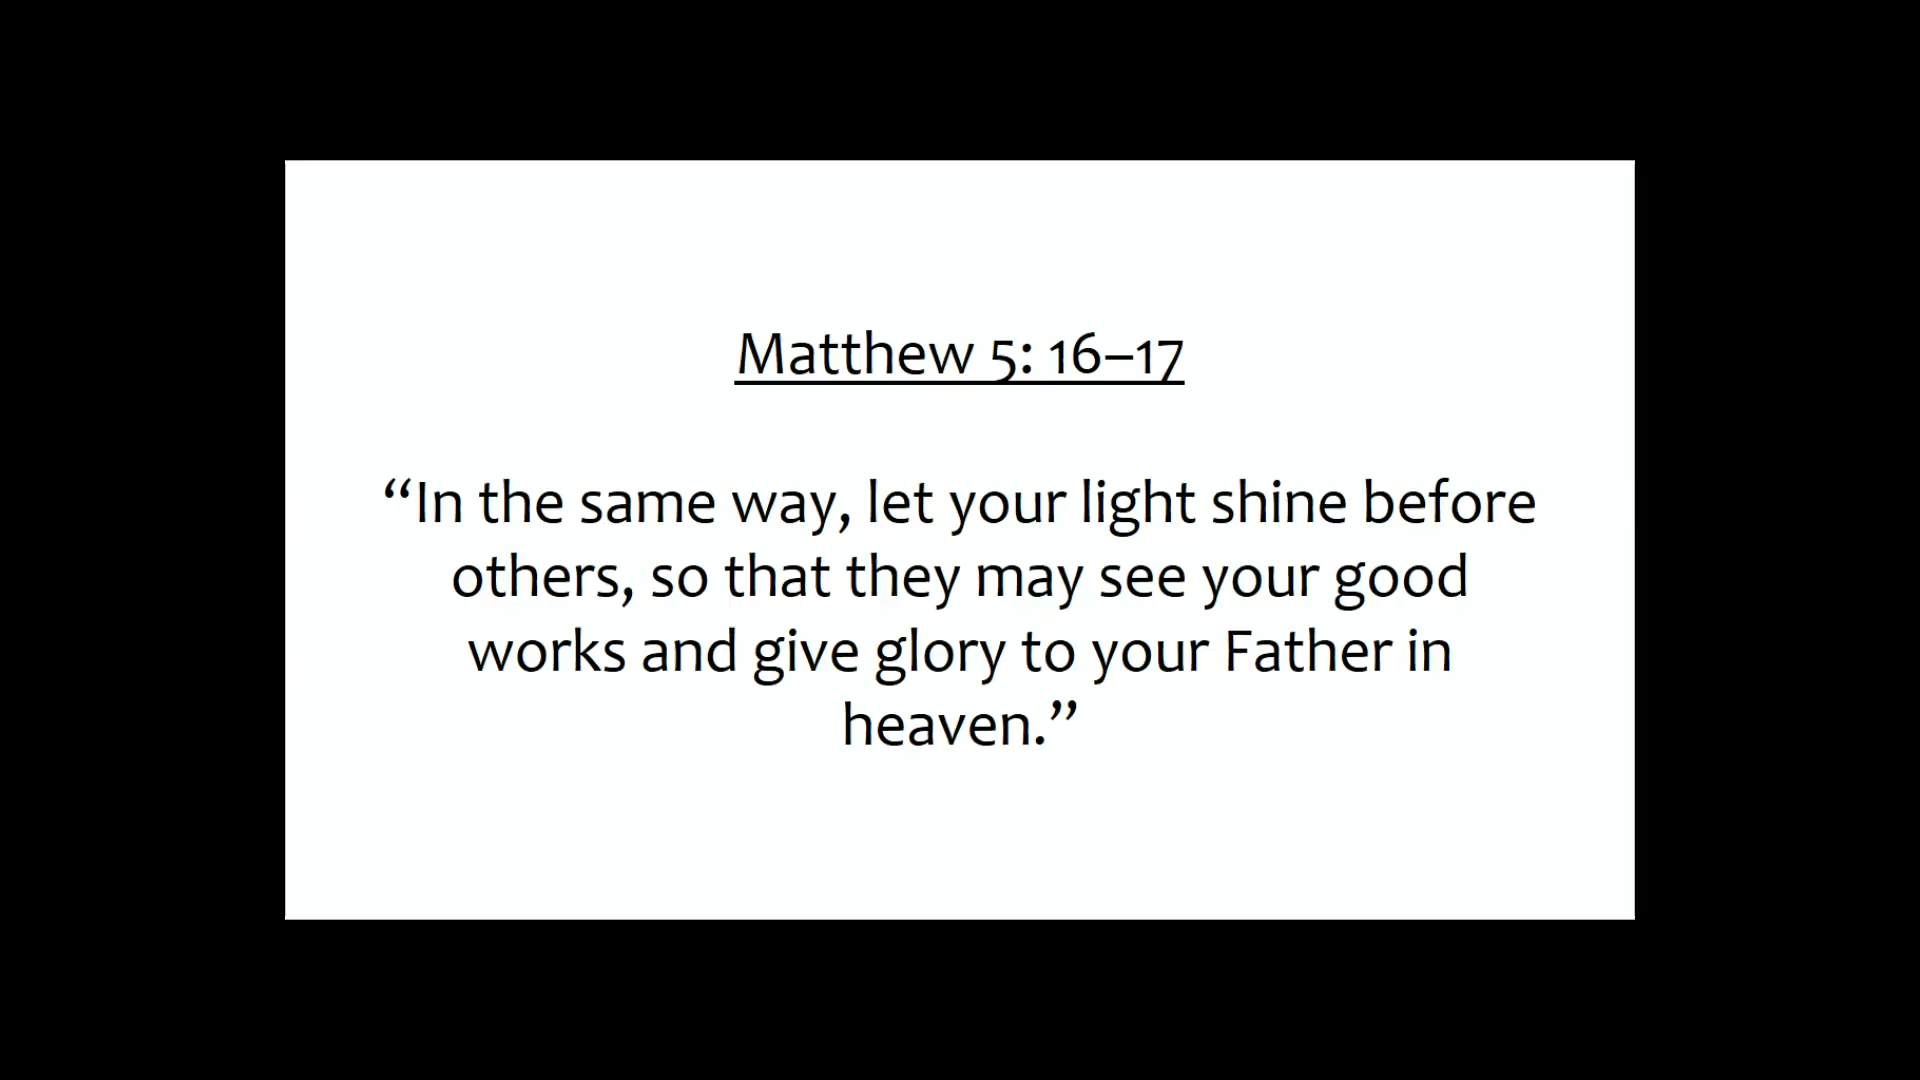 Matthew 5: 16–17
“In the same way, let your light shine before
others, so that they may see your good
works and give glory to your Father in
heaven.”